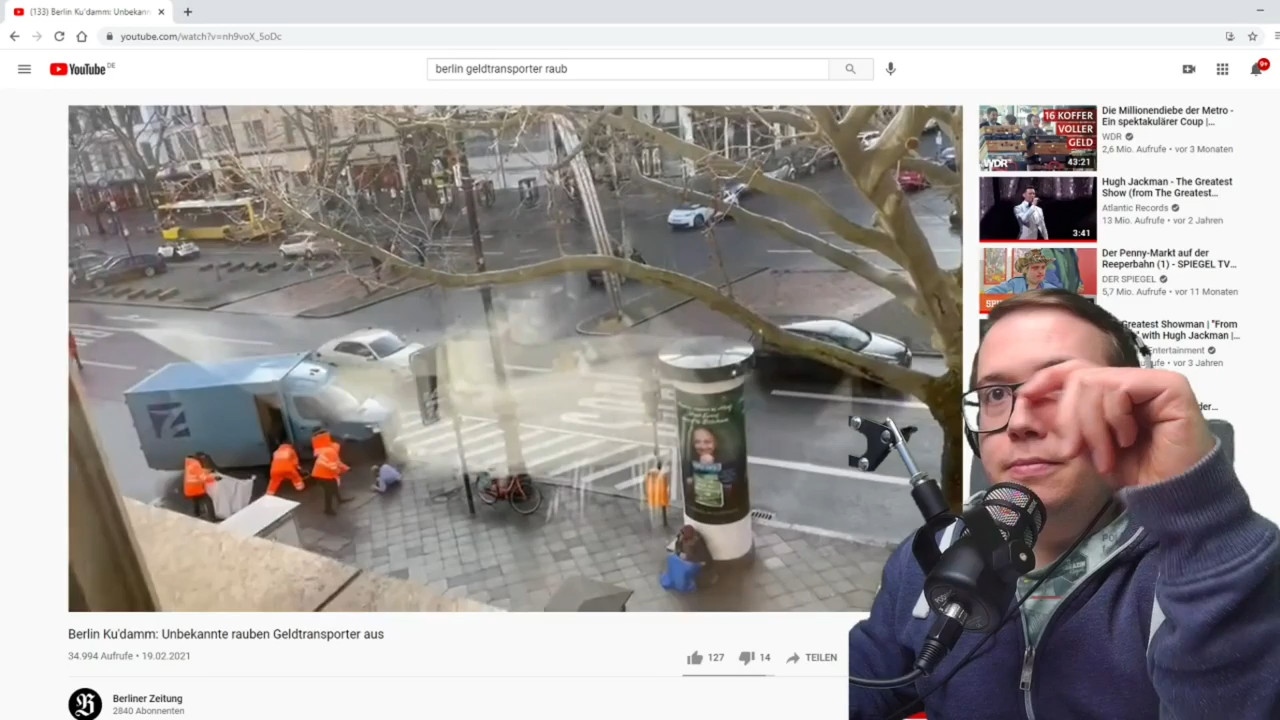 (133) Berlin Ku'damm: Unbekann
youtube.com/watch?v=nh9voX_5oDc
YouTube DE
berlin geldtransporter raub
9+
16 KOFFER
VOLLER
GELD
WDR
43:21
Die Millionendiebe der Metro -
Ein spektakulärer Coup |...
WDR
2,6 Mio. Aufrufe • vor 3 Monaten
3:41
Hugh Jackman - The Greatest
Show (from The Greatest...
Atlantic Records
13 Mio. Aufrufe • vor 2 Jahren
Der Penny-Markt auf der
Reeperbahn (1) - SPIEGEL TV...
DER SPIEGEL
5,7 Mio. Aufrufe • vor 11 Monaten
Greatest Showman | "From
with Hugh Jackman |...
Entertainment
vor 3 Jahren
der...
Berlin Ku'damm: Unbekannte rauben Geldtransporter aus
34.994 Aufrufe • 19.02.2021
127
14
TEILEN
B
Berliner Zeitung
2840 Abonnenten